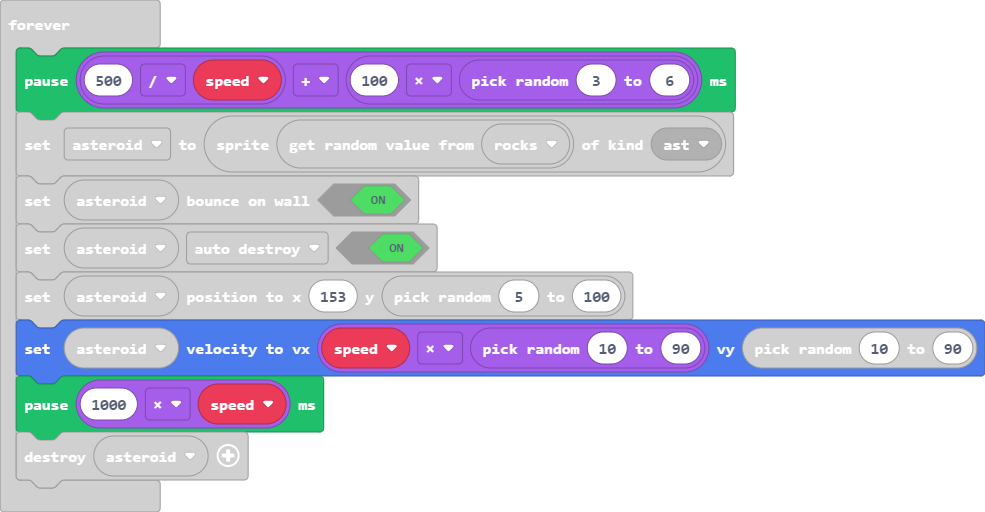 forever
pause 500 / speed + 100 × pick random 3 to 6 ms
set asteroid to sprite get random value from rocks of kind ast
set asteroid bounce on wall ON
set asteroid auto destroy ON
set asteroid position to x 153 y pick random 5 to 100
set asteroid velocity to vx speed × pick random 10 to 90 vy pick random 10 to 90
pause 1000 × speed ms
destroy asteroid